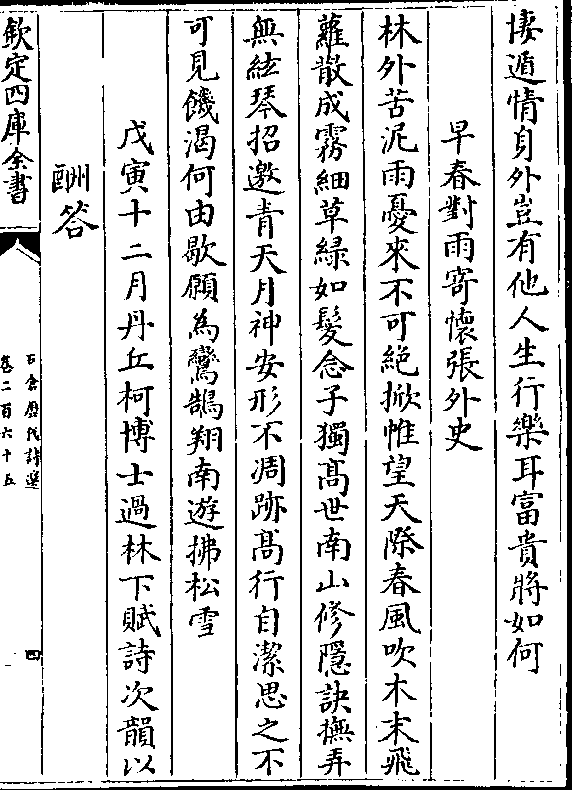 悽遁情身外豈有他人生行樂耳富貴將如何
早春對雨寄懷張外史
林外苦泥雨憂來不可絶掀帷望天際春風吹木末飛
蘿散成霧細草緑如髮念子獨髙世南山修隱訣撫弄
無絃琴招邀青天月神安形不凋跡髙行自潔思之不
可見饑渴何由歇願為鸞鵠翔南遊拂松雪
戊寅十二月丹丘柯博士過林下賦詩次韻以
酬答
欽定四庫全書
石倉歴代詩選
卷二百六十五
四